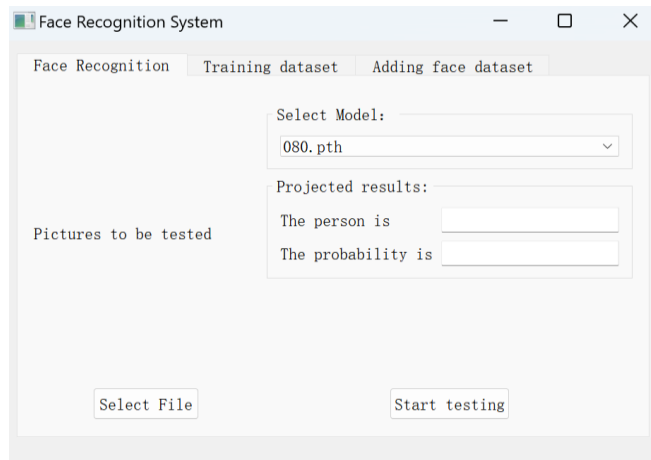 Face Recognition System
Face Recognition Training dataset Adding face dataset
Select Model:
080.pth
Projected results:
The person is
Pictures to be tested
The probability is
Select File Start testing